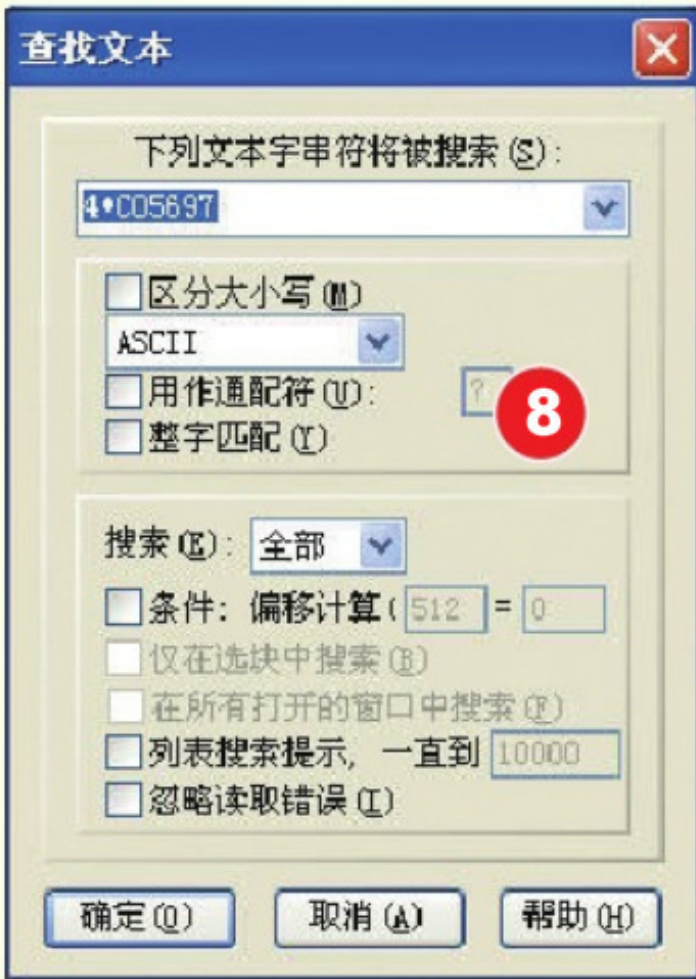 查找文本
下列文本字串符将被搜索(S):
4*CO5697
区分大小写(M)
ASCII
用作通配符(U): ?
8
整字匹配(Y)
搜索(E): 全部
条件: 偏移计算( 512 = 0
仅在选块中搜索(B)
在所有打开的窗口中搜索(F)
列表搜索提示, 一直到 10000
忽略读取错误(I)
确定(O) 取消(A) 帮助(H)